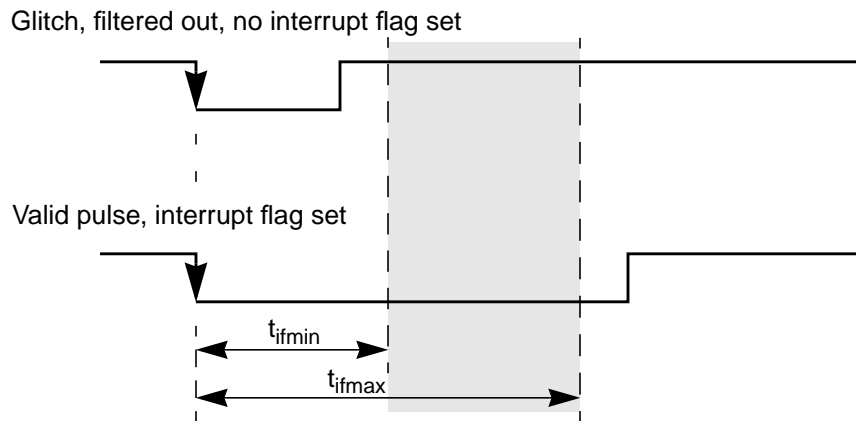 Glitch, filtered out, no interrupt flag set
Valid pulse, interrupt flag set
tifmin
tifmax